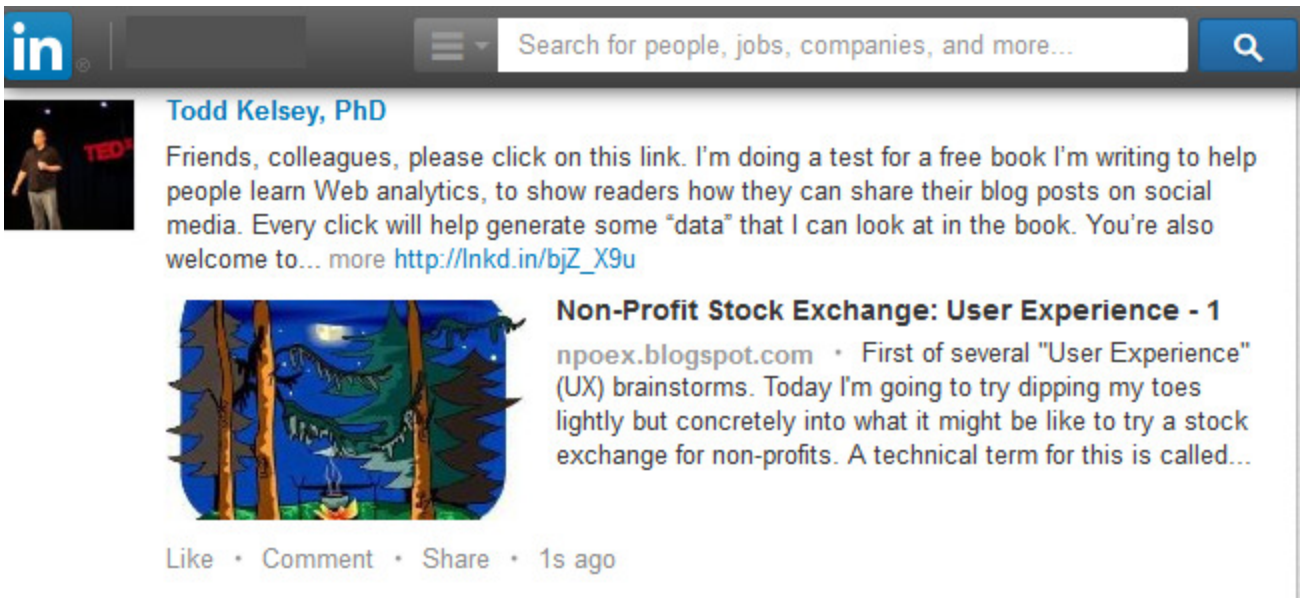 in®
Search for people, jobs, companies, and more...
Todd Kelsey, PhD
TEDx
Friends, colleagues, please click on this link. I’m doing a test for a free book I’m writing to help
people learn Web analytics, to show readers how they can share their blog posts on social
media. Every click will help generate some “data” that I can look at in the book. You’re also
welcome to... more http://lnkd.in/bjZ_X9u
Non-Profit Stock Exchange: User Experience - 1
npoex.blogspot.com • First of several "User Experience"
(UX) brainstorms. Today I'm going to try dipping my toes
lightly but concretely into what it might be like to try a stock
exchange for non-profits. A technical term for this is called...
Like • Comment • Share • 1s ago